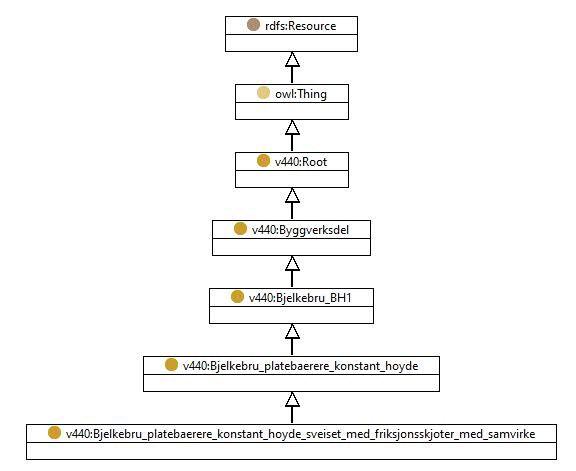 rdfs:Resource
owl:Thing
v440:Root
v440:Byggverksdel
v440:Bjelkebru_BH1
v440:Bjelkebru_platebaerere_konstant_hoyde
v440:Bjelkebru_platebaerere_konstant_hoyde_sveiset_med_friksjonsskjoter_med_samvirke